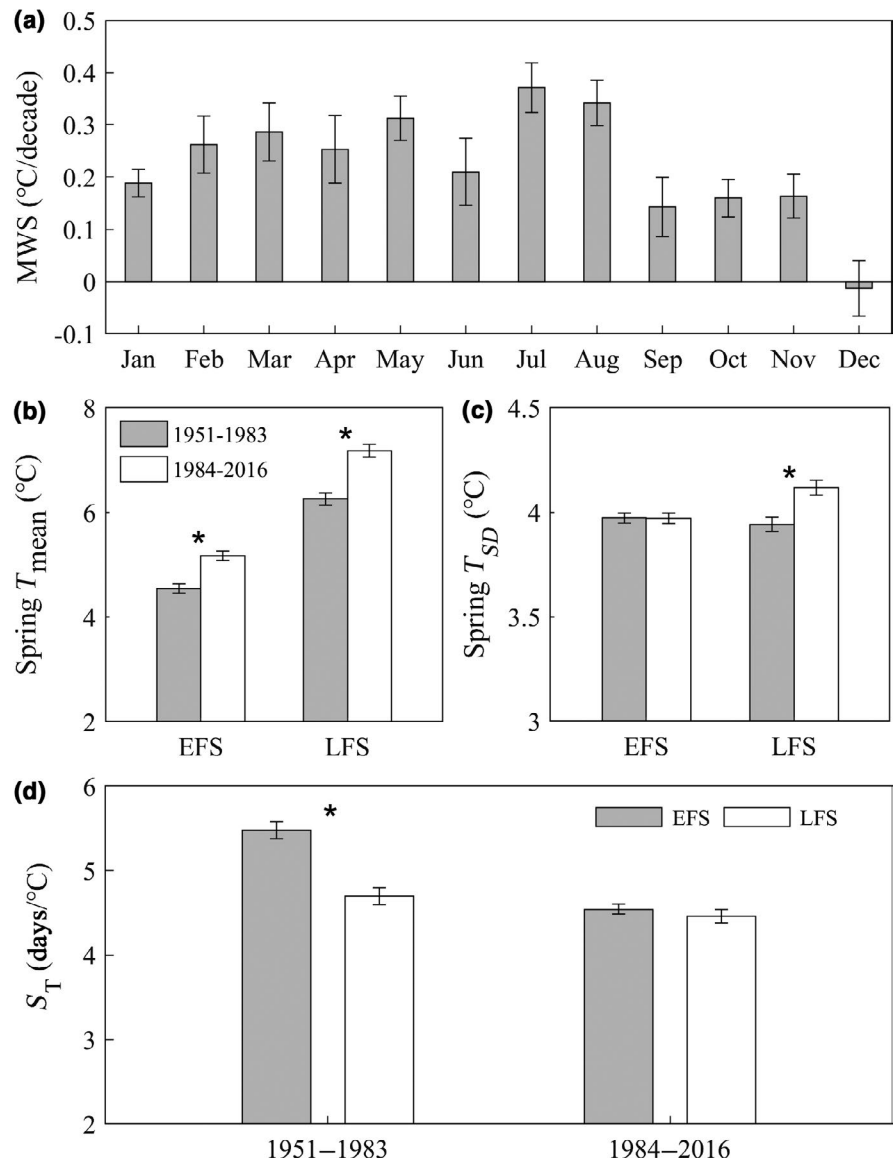 (a)
MWS (°C/decade)
0.5
0.4
0.3
0.2
0.1
0
-0.1
Jan Feb Mar Apr May Jun Jul Aug Sep Oct Nov Dec
(b)
Spring Tmean (°C)
8
6
4
2
1951-1983
1984-2016
*
*
EFS LFS
(c)
Spring TSD (°C)
4.5
4
3.5
3
*
EFS LFS
(d)
ST (days/°C)
6
5
4
3
2
*
EFS LFS
1951–1983 1984–2016